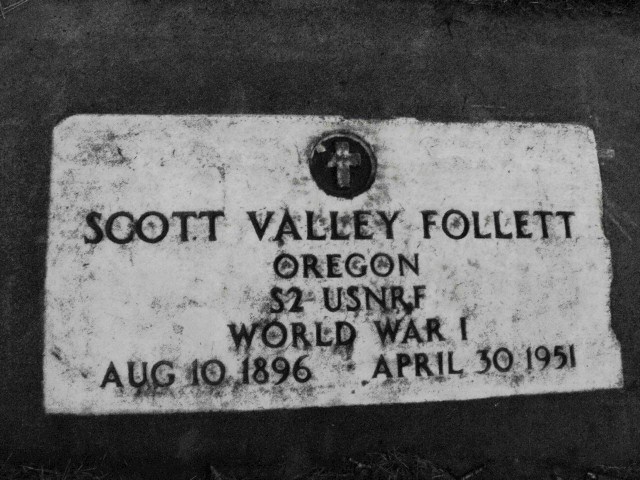 SCOTT VALLEY FOLLETT
OREGON
S2 USNRF
WORLD WAR I
AUG 10 1896 APRIL 30 1951